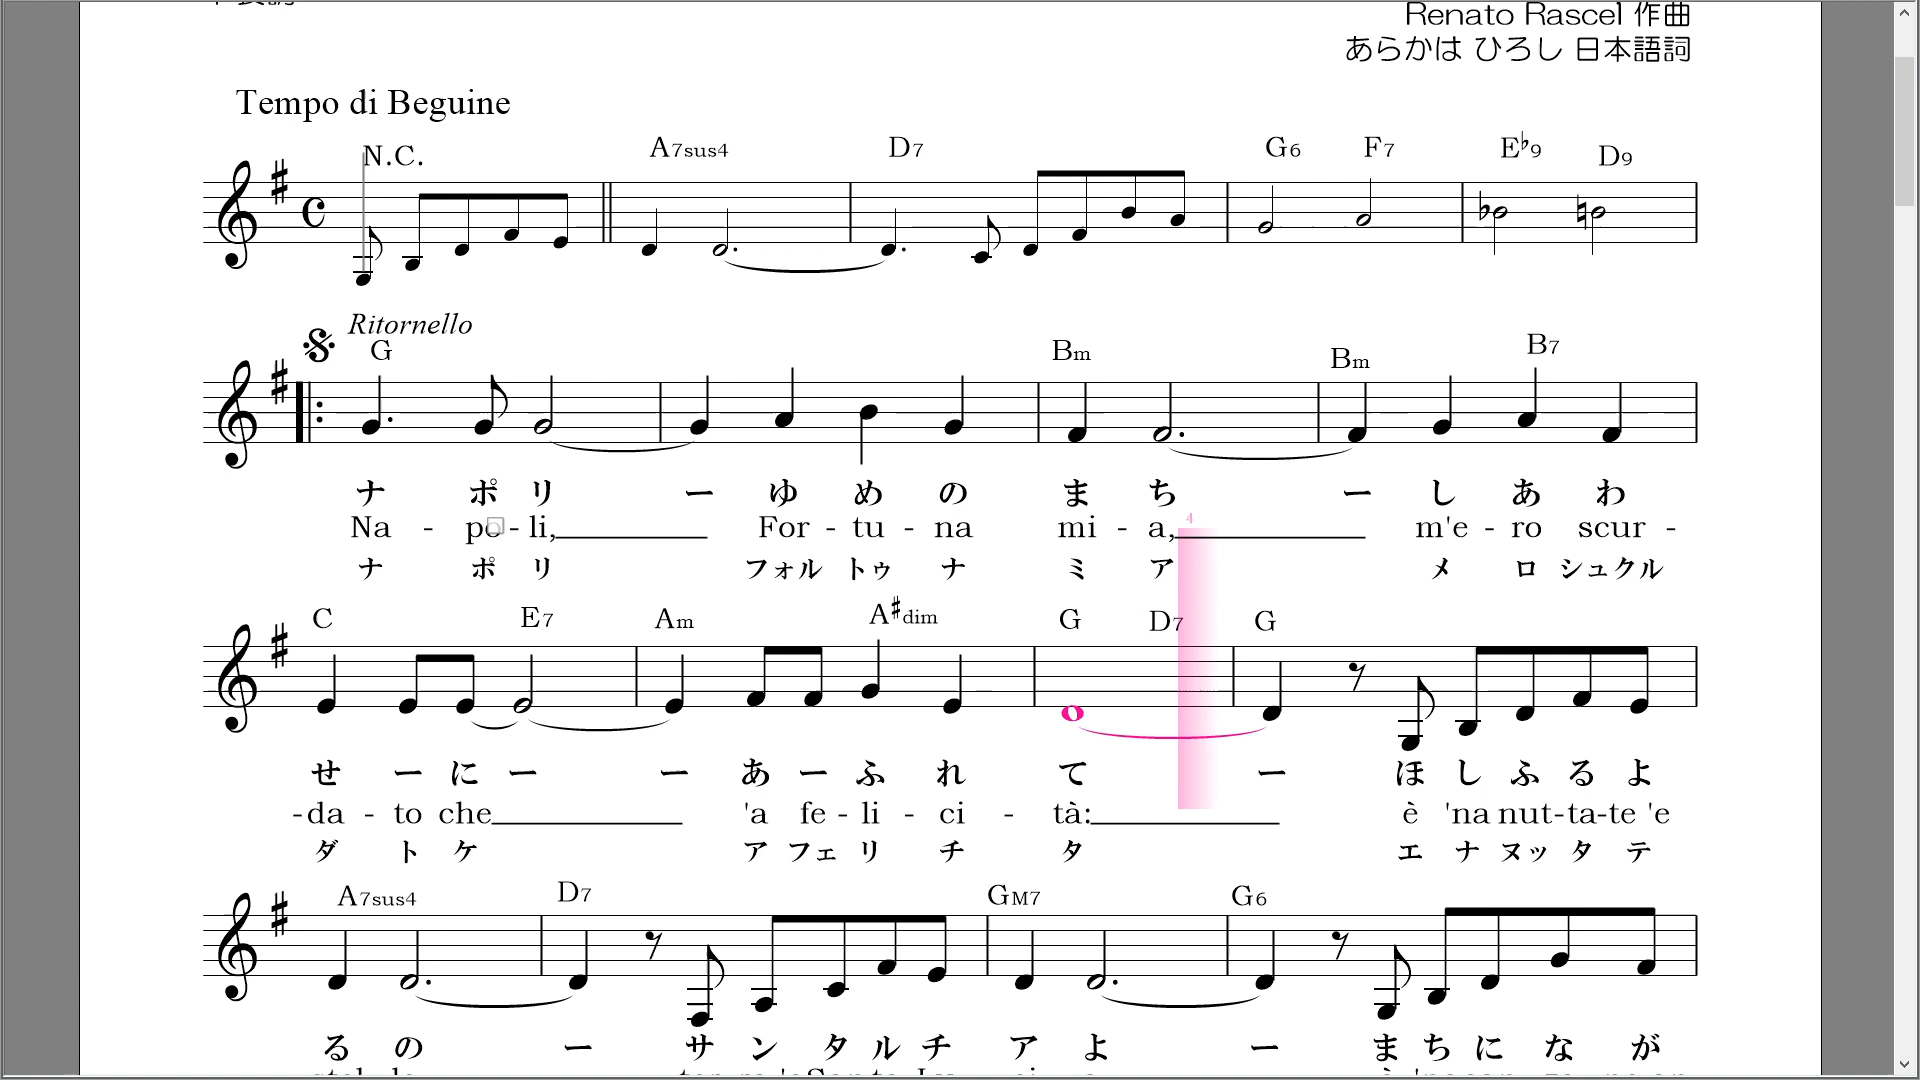 Renato Rascel 作曲
あらかは ひろし 日本語詞
Tempo di Beguine
N.C. A7sus4 D7 G6 F7 E♭9 D9
Ritornello
G Bm Bm B7
ナ ポ リ ー ゆ め の ま ち ー し あ わ
Na - po - li, For - tu - na mi - a, m'e - ro scur -
4
ナ ポ リ フォル トゥ ナ ミ ア メ ロ シュクル
C E7 Am A♯dim G D7 G
せ ー に ー ー あ ー ふ れ て ー ほ し ふ る よ
-da - to che 'a fe - li - ci - tà: è 'na nut-ta-te 'e
ダ ト ケ ア フェ リ チ タ エ ナ ヌッ タ テ
A7sus4 D7 GM7 G6
る の ー サ ン タ ル チ ア よ ー ま ち に な が